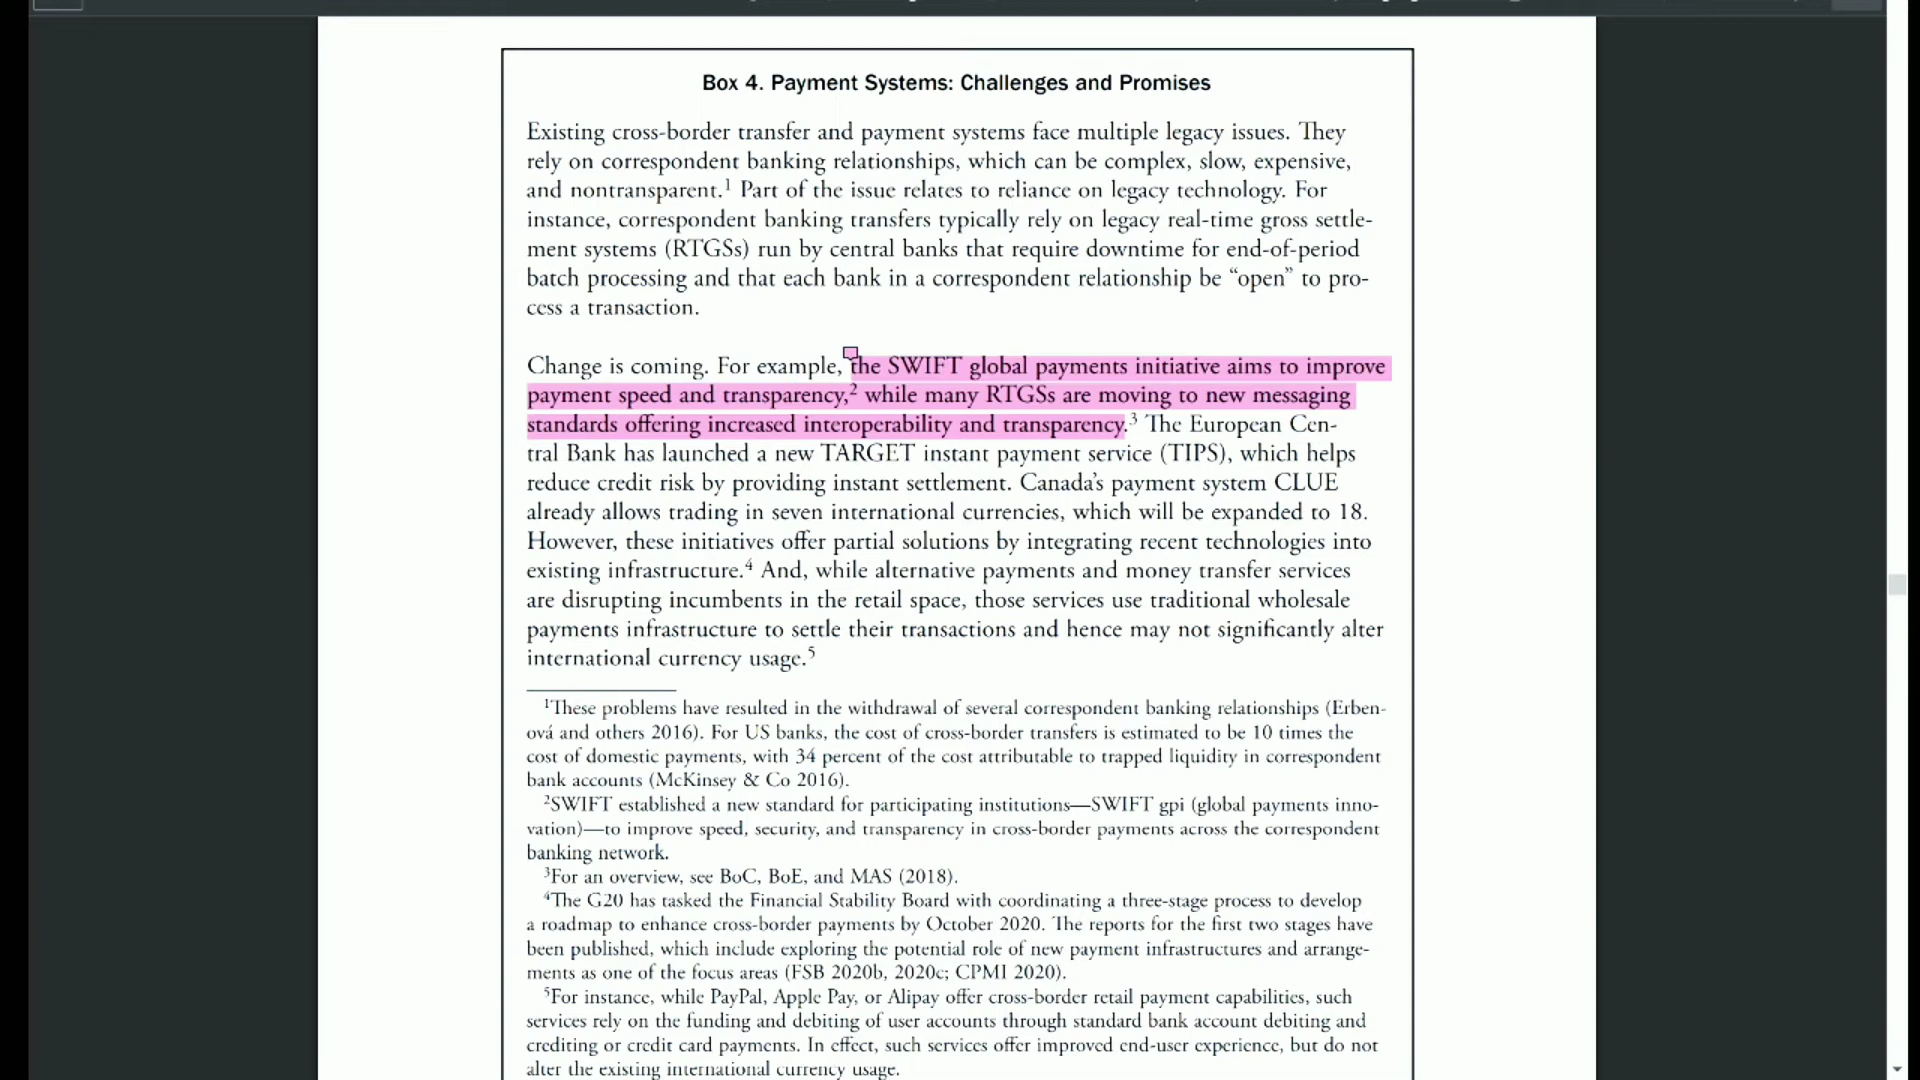 Box 4. Payment Systems: Challenges and Promises
Existing cross-border transfer and payment systems face multiple legacy issues. They
rely on correspondent banking relationships, which can be complex, slow, expensive,
and nontransparent.¹ Part of the issue relates to reliance on legacy technology. For
instance, correspondent banking transfers typically rely on legacy real-time gross settle-
ment systems (RTGSs) run by central banks that require downtime for end-of-period
batch processing and that each bank in a correspondent relationship be “open” to pro-
cess a transaction.
Change is coming. For example, the SWIFT global payments initiative aims to improve
payment speed and transparency,² while many RTGSs are moving to new messaging
standards offering increased interoperability and transparency.³ The European Cen-
tral Bank has launched a new TARGET instant payment service (TIPS), which helps
reduce credit risk by providing instant settlement. Canada’s payment system CLUE
already allows trading in seven international currencies, which will be expanded to 18.
However, these initiatives offer partial solutions by integrating recent technologies into
existing infrastructure.⁴ And, while alternative payments and money transfer services
are disrupting incumbents in the retail space, those services use traditional wholesale
payments infrastructure to settle their transactions and hence may not significantly alter
international currency usage.⁵
¹These problems have resulted in the withdrawal of several correspondent banking relationships (Erben-
ová and others 2016). For US banks, the cost of cross-border transfers is estimated to be 10 times the
cost of domestic payments, with 34 percent of the cost attributable to trapped liquidity in correspondent
bank accounts (McKinsey & Co 2016).
²SWIFT established a new standard for participating institutions—SWIFT gpi (global payments inno-
vation)—to improve speed, security, and transparency in cross-border payments across the correspondent
banking network.
³For an overview, see BoC, BoE, and MAS (2018).
⁴The G20 has tasked the Financial Stability Board with coordinating a three-stage process to develop
a roadmap to enhance cross-border payments by October 2020. The reports for the first two stages have
been published, which include exploring the potential role of new payment infrastructures and arrange-
ments as one of the focus areas (FSB 2020b, 2020c; CPMI 2020).
⁵For instance, while PayPal, Apple Pay, or Alipay offer cross-border retail payment capabilities, such
services rely on the funding and debiting of user accounts through standard bank account debiting and
crediting or credit card payments. In effect, such services offer improved end-user experience, but do not
alter the existing international currency usage.